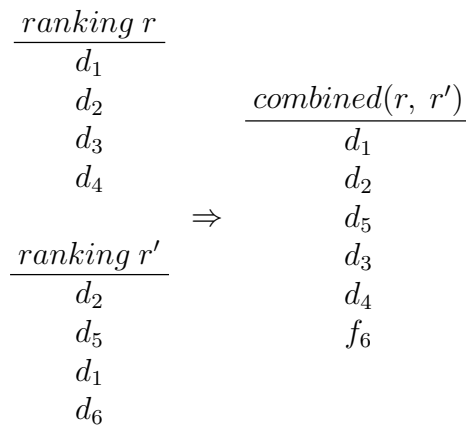 ranking r
d₁
d₂
d₃
d₄
ranking r′
d₂
d₅
d₁
d₆
⇒
combined(r, r′)
d₁
d₂
d₅
d₃
d₄
f₆